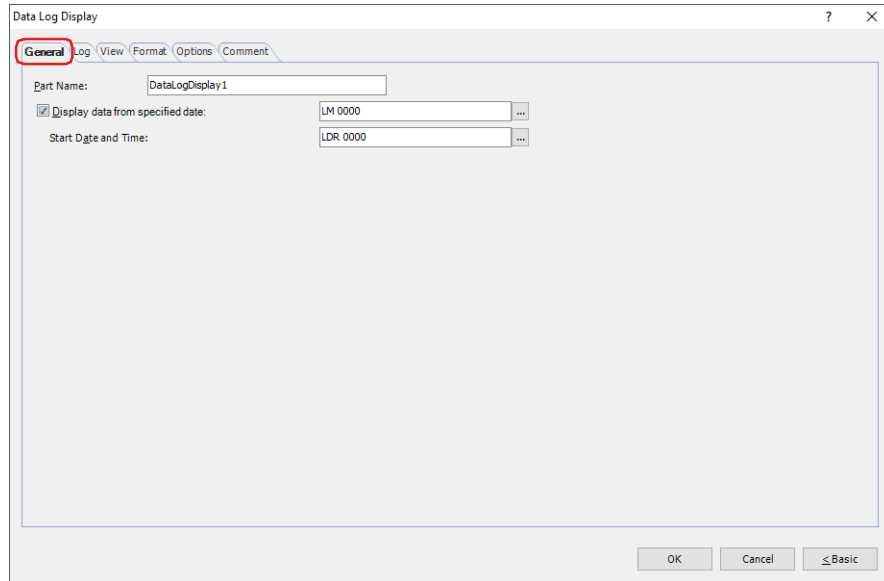 Data Log Display ? ×
General Log View Format Options Comment
Part Name: DataLogDisplay1
Display data from specified date: LM 0000 ...
Start Date and Time: LDR 0000 ...
OK Cancel < Basic